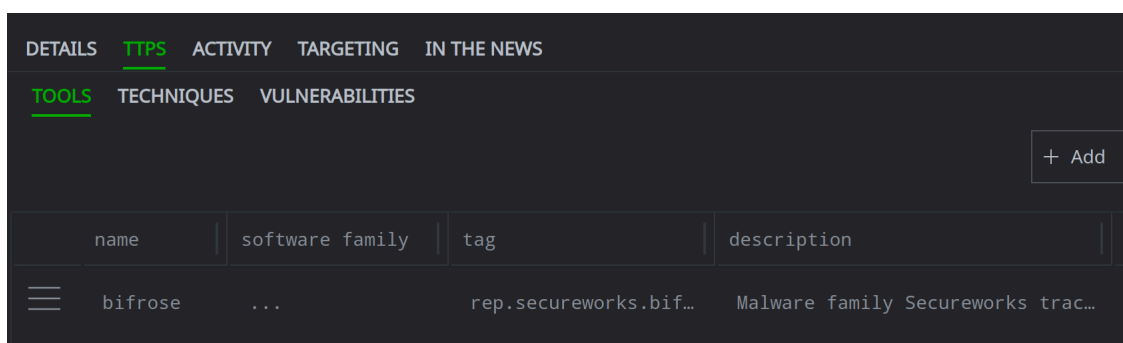 DETAILS TTPS ACTIVITY TARGETING IN THE NEWS
TOOLS TECHNIQUES VULNERABILITIES
+ Add
name software family tag description
bifrose ... rep.secureworks.bif… Malware family Secureworks trac…